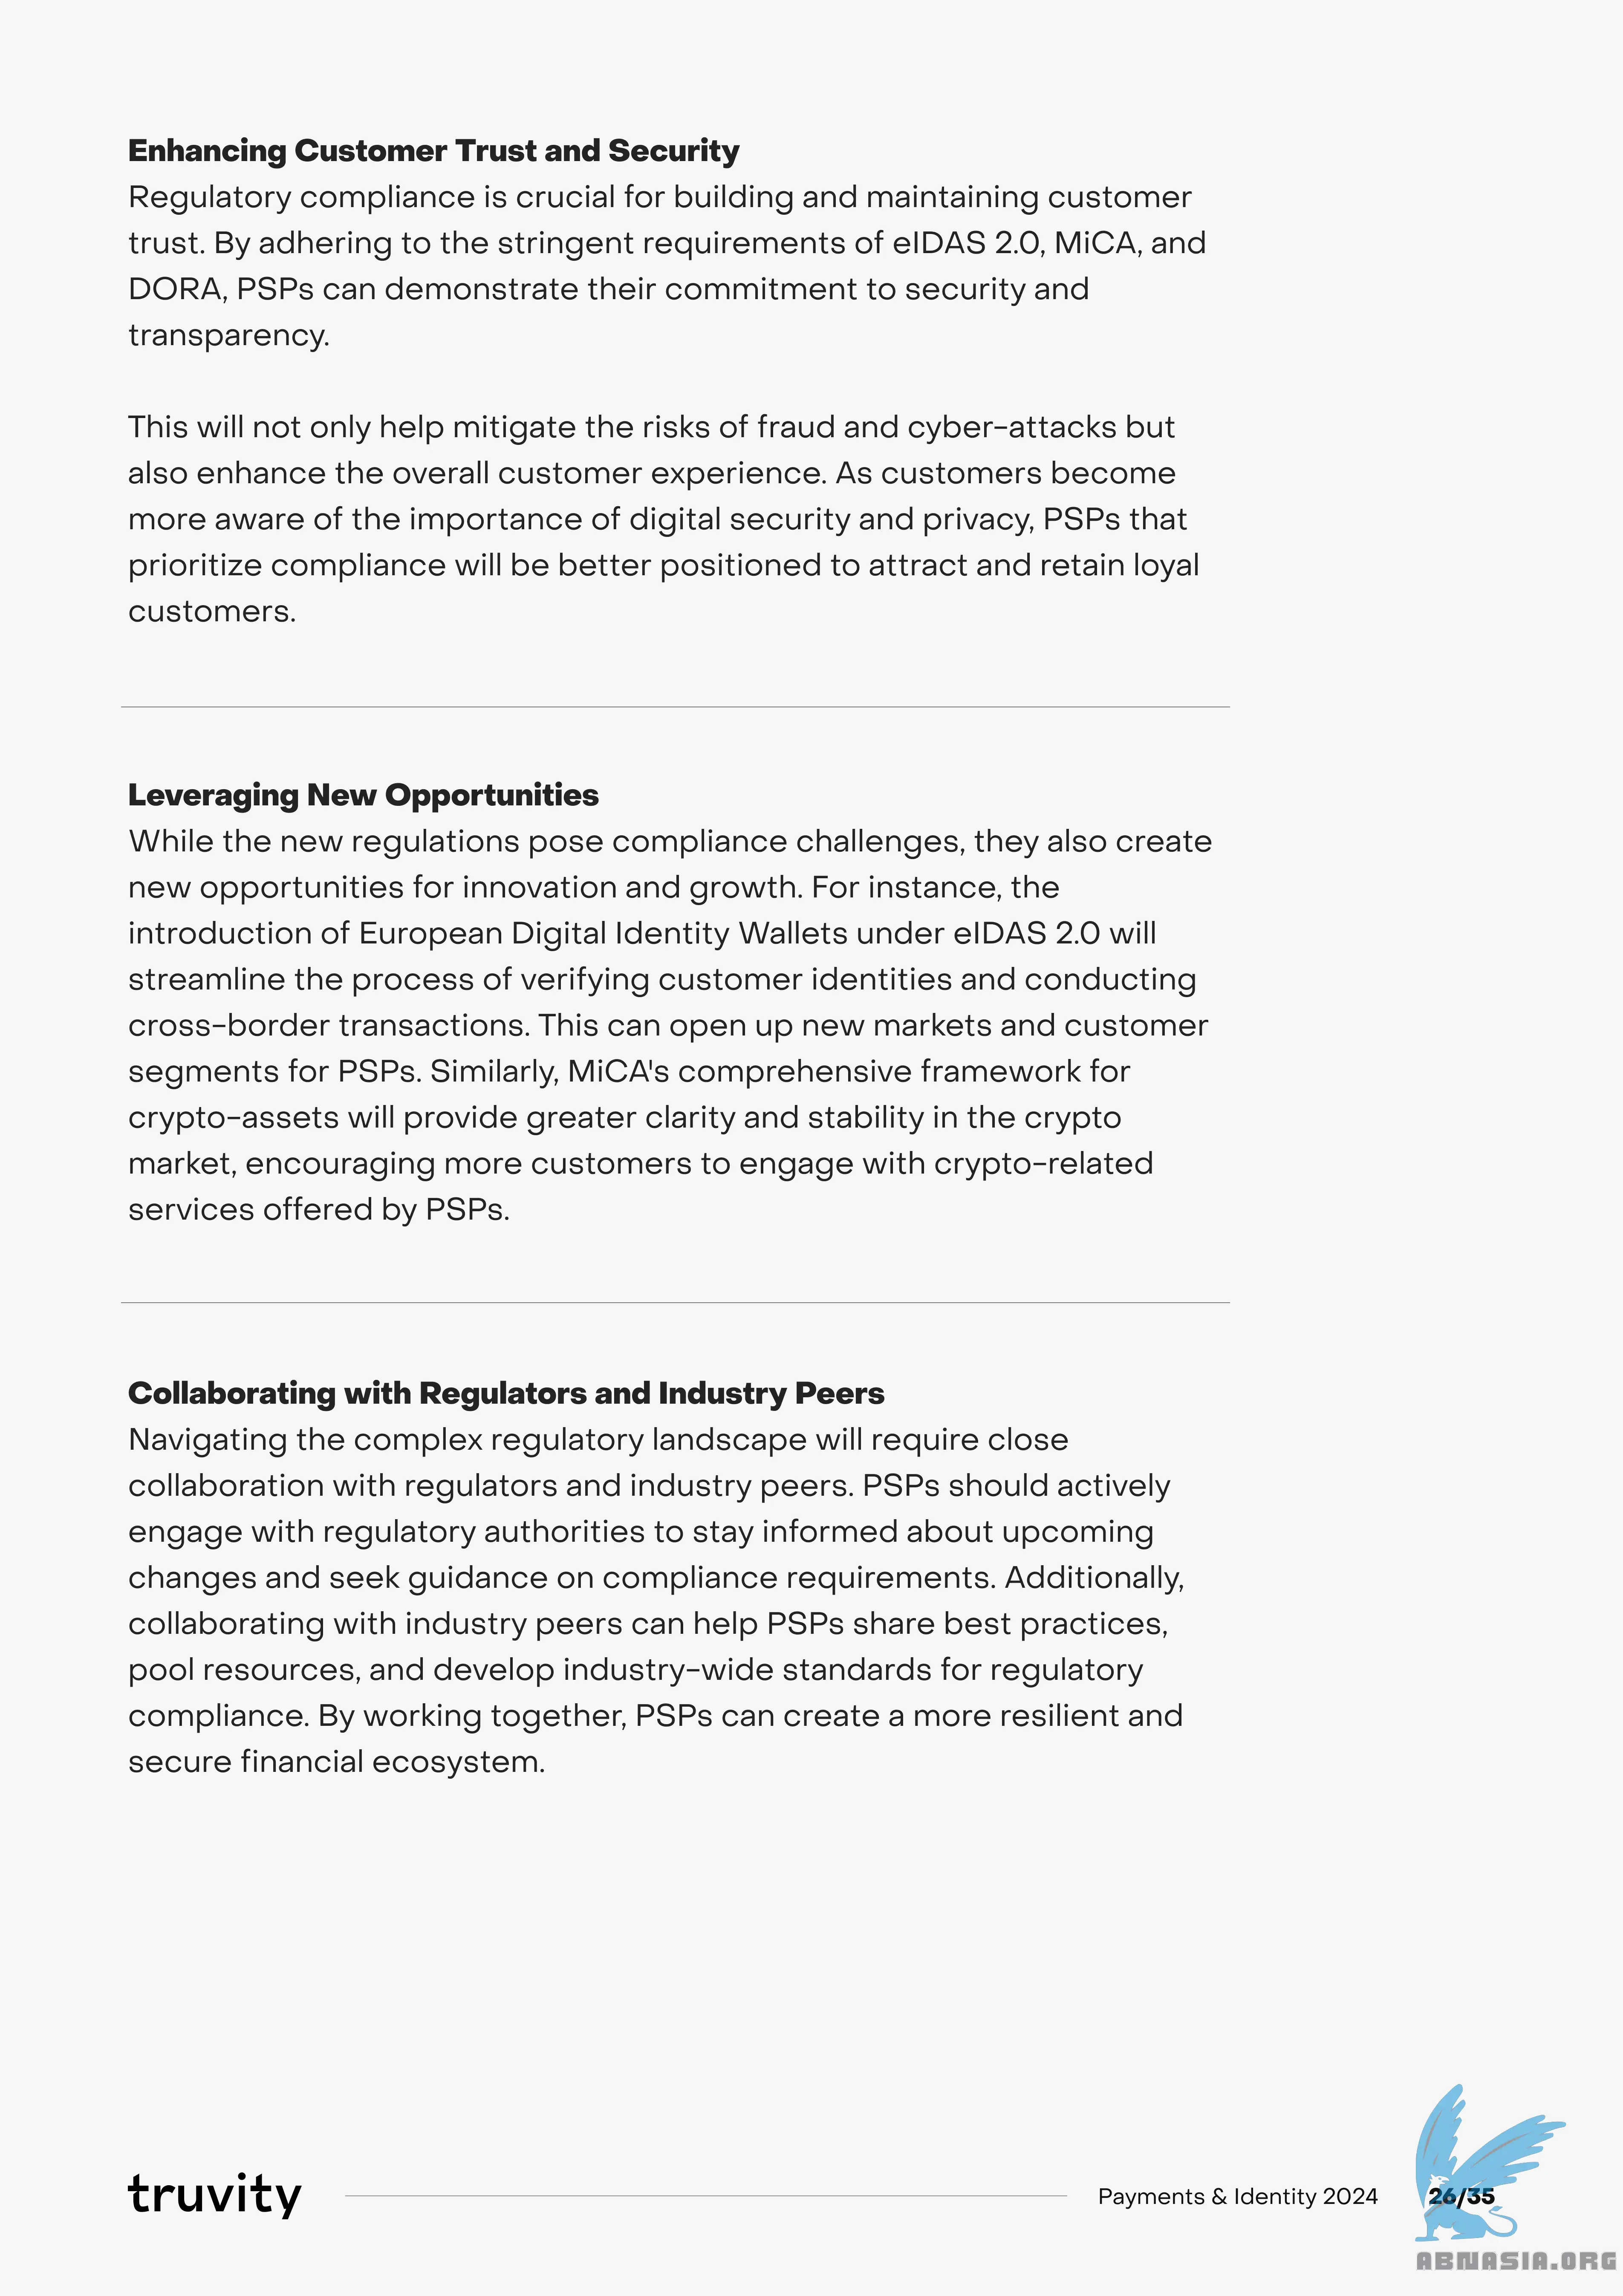 Enhancing Customer Trust and Security
Regulatory compliance is crucial for building and maintaining customer
trust. By adhering to the stringent requirements of eIDAS 2.0, MiCA, and
DORA, PSPs can demonstrate their commitment to security and
transparency.
This will not only help mitigate the risks of fraud and cyber-attacks but
also enhance the overall customer experience. As customers become
more aware of the importance of digital security and privacy, PSPs that
prioritize compliance will be better positioned to attract and retain loyal
customers.
Leveraging New Opportunities
While the new regulations pose compliance challenges, they also create
new opportunities for innovation and growth. For instance, the
introduction of European Digital Identity Wallets under eIDAS 2.0 will
streamline the process of verifying customer identities and conducting
cross-border transactions. This can open up new markets and customer
segments for PSPs. Similarly, MiCA's comprehensive framework for
crypto-assets will provide greater clarity and stability in the crypto
market, encouraging more customers to engage with crypto-related
services offered by PSPs.
Collaborating with Regulators and Industry Peers
Navigating the complex regulatory landscape will require close
collaboration with regulators and industry peers. PSPs should actively
engage with regulatory authorities to stay informed about upcoming
changes and seek guidance on compliance requirements. Additionally,
collaborating with industry peers can help PSPs share best practices,
pool resources, and develop industry-wide standards for regulatory
compliance. By working together, PSPs can create a more resilient and
secure financial ecosystem.
truvity Payments & Identity 2024 26/35
ABNASIA.ORG